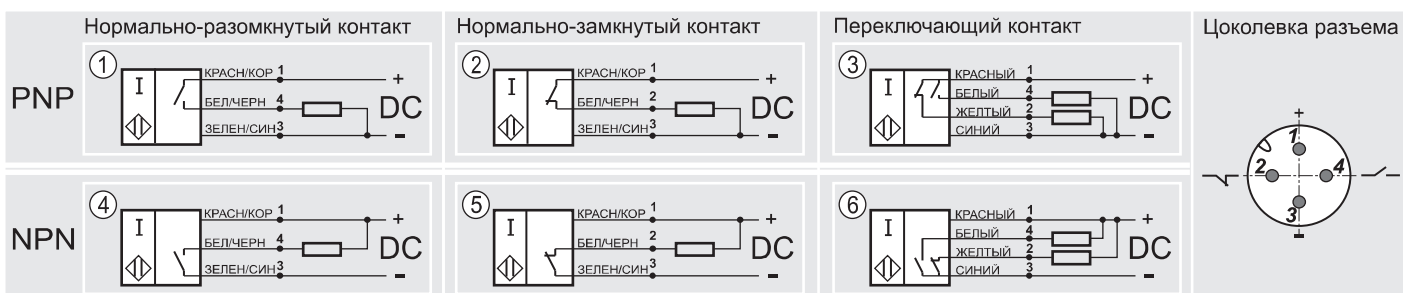 Нормально-разомкнутый контакт
Нормально-замкнутый контакт
Переключающий контакт
Цоколевка разъема
PNP
1
I
КРАСН/КОР 1
БЕЛ/ЧЕРН 4
ЗЕЛЕН/СИН 3
+
DC
-
2
I
КРАСН/КОР 1
БЕЛ/ЧЕРН 2
ЗЕЛЕН/СИН 3
+
DC
-
3
I
КРАСНЫЙ 1
БЕЛЫЙ 4
ЖЕЛТЫЙ 2
СИНИЙ 3
+
DC
-
NPN
4
I
КРАСН/КОР 1
БЕЛ/ЧЕРН 4
ЗЕЛЕН/СИН 3
+
DC
-
5
I
КРАСН/КОР 1
БЕЛ/ЧЕРН 2
ЗЕЛЕН/СИН 3
+
DC
-
6
I
КРАСНЫЙ 1
БЕЛЫЙ 4
ЖЕЛТЫЙ 2
СИНИЙ 3
+
DC
-
+
1
2
4
3
-